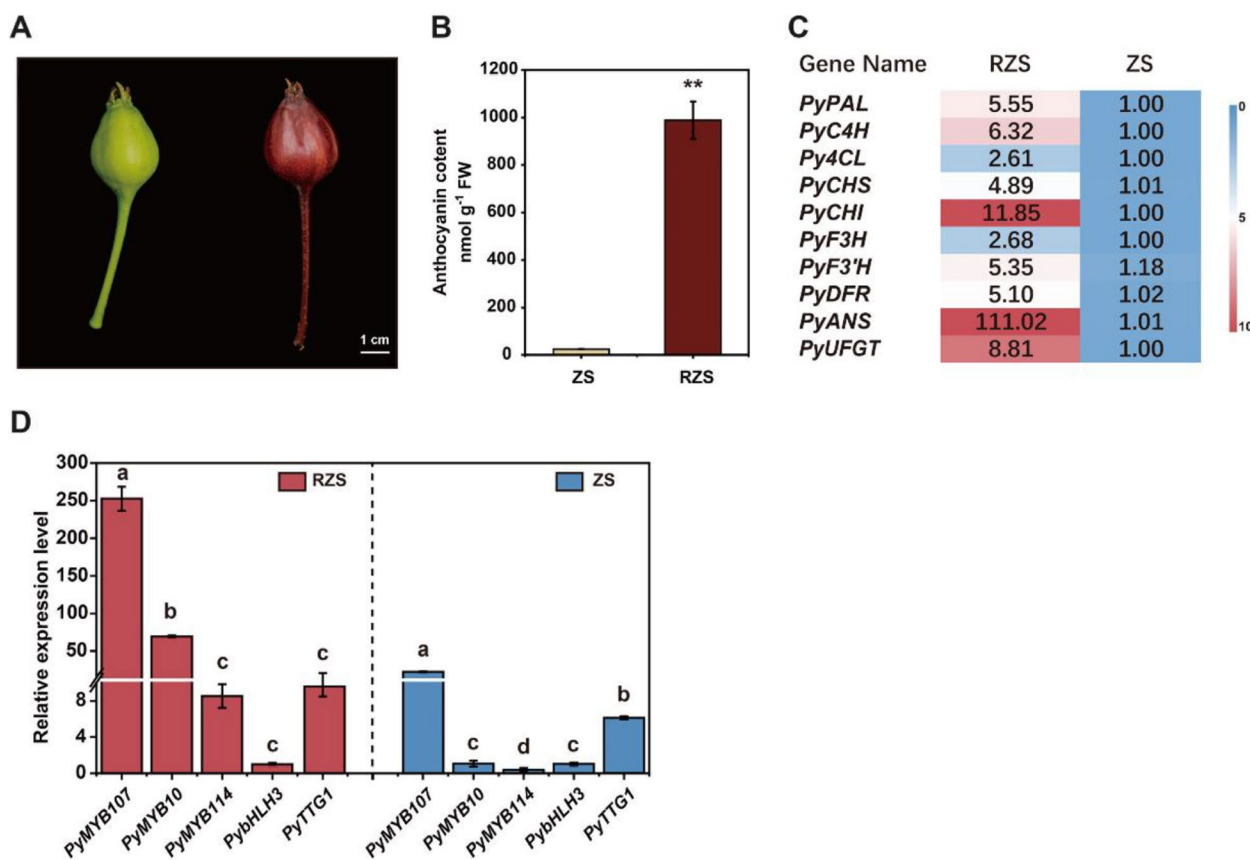 A
1 cm
B
Anthocyanin cotent
nmol g-1 FW
1200
1000
800
600
400
200
0
**
ZS
RZS
C
Gene Name RZS ZS
PyPAL 5.55 1.00
PyC4H 6.32 1.00
Py4CL 2.61 1.00
PyCHS 4.89 1.01
PyCHI 11.85 1.00
PyF3H 2.68 1.00
PyF3'H 5.35 1.18
PyDFR 5.10 1.02
PyANS 111.02 1.01
PyUFGT 8.81 1.00
0
5
10
D
Relative expression level
300
250
200
150
100
50
8
4
0
RZS
ZS
a
b
c
c
c
a
c
d
c
b
PyMYB107
PyMYB10
PyMYB114
PybHLH3
PyTTG1
PyMYB107
PyMYB10
PyMYB114
PybHLH3
PyTTG1